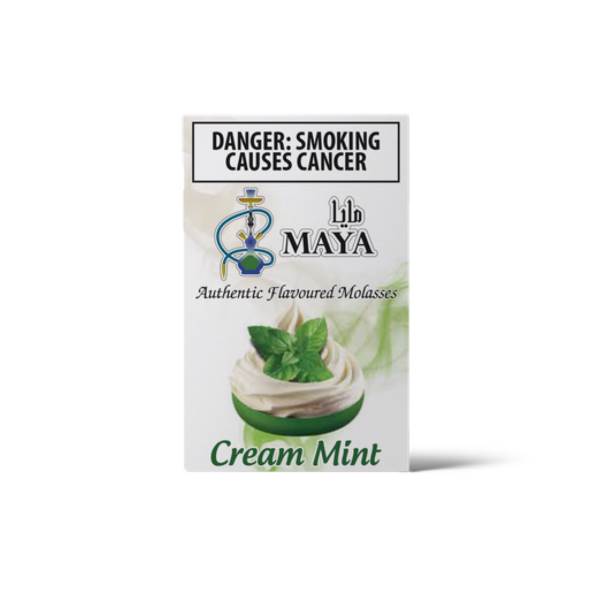 DANGER: SMOKING
CAUSES CANCER
مايا
MAYA
Authentic Flavoured Molasses
Cream Mint